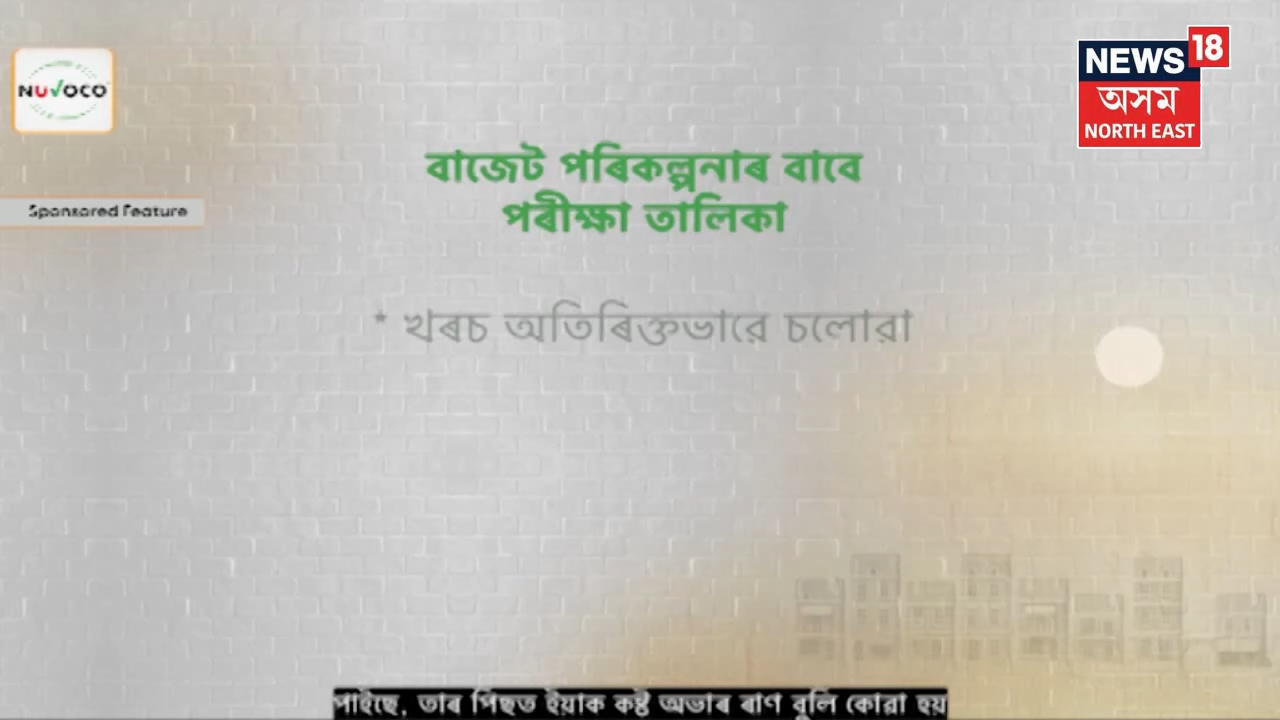 NUVOCO
NEWS 18
অসম
NORTH EAST
বাজেট পৰিকল্পনাৰ বাবে
পৰীক্ষা তালিকা
Sponsored Feature
* খৰচ অতিৰিক্তভাৱে চলোৱা
পাইছে, তাৰ পিছত ইয়াক কষ্ট অভাৰ ৰাণ বুলি কোৱা হয়